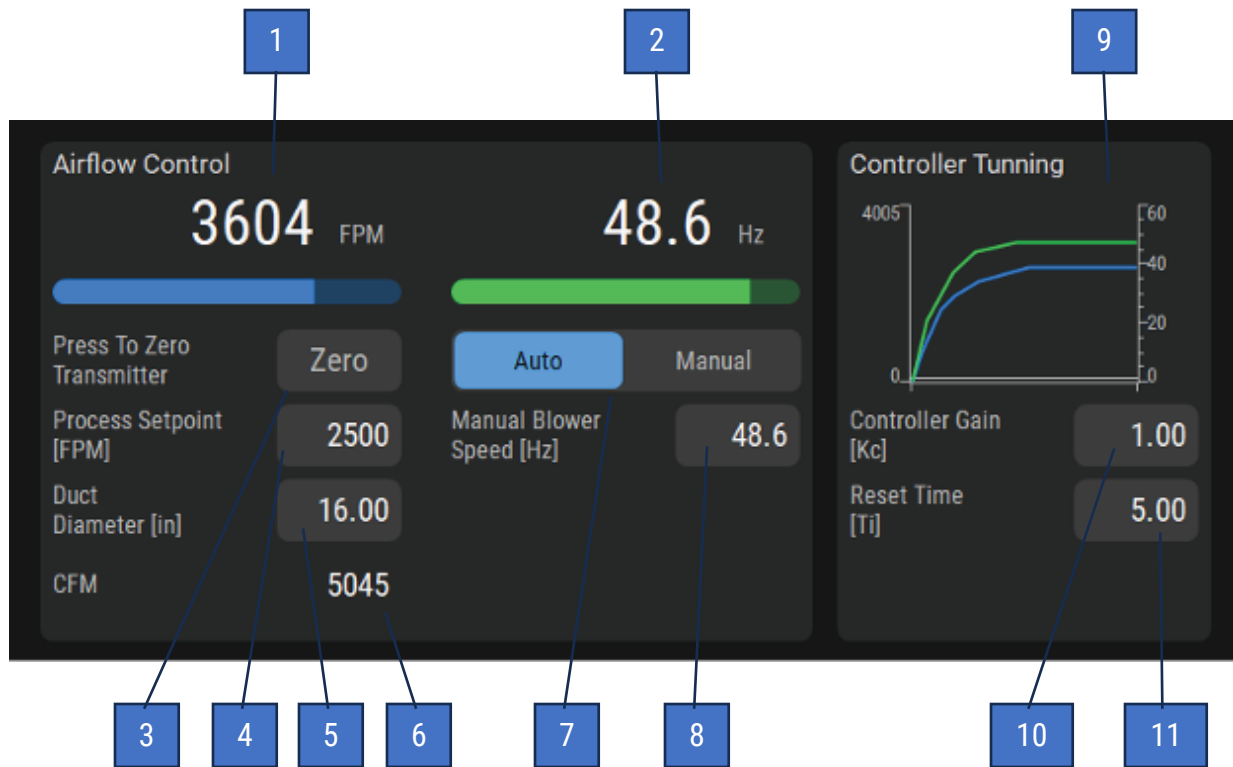 1
2
9
Airflow Control
3604 FPM
48.6 Hz
Press To Zero
Transmitter
Zero
Auto
Manual
Process Setpoint
[FPM]
2500
Manual Blower
Speed [Hz]
48.6
Duct
Diameter [in]
16.00
CFM
5045
Controller Tunning
4005
0
60
40
20
0
Controller Gain
[Kc]
1.00
Reset Time
[Ti]
5.00
3
4
5
6
7
8
10
11